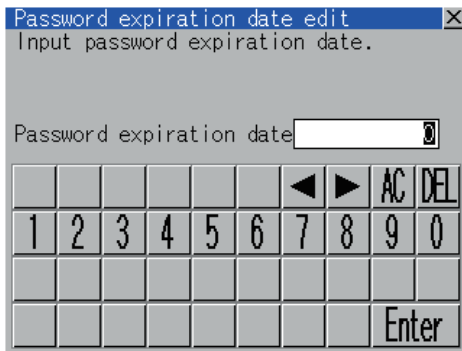 Password expiration date edit ×
Input password expiration date.
Password expiration date 0
◀ ▶ AC DEL
1 2 3 4 5 6 7 8 9 0
Enter